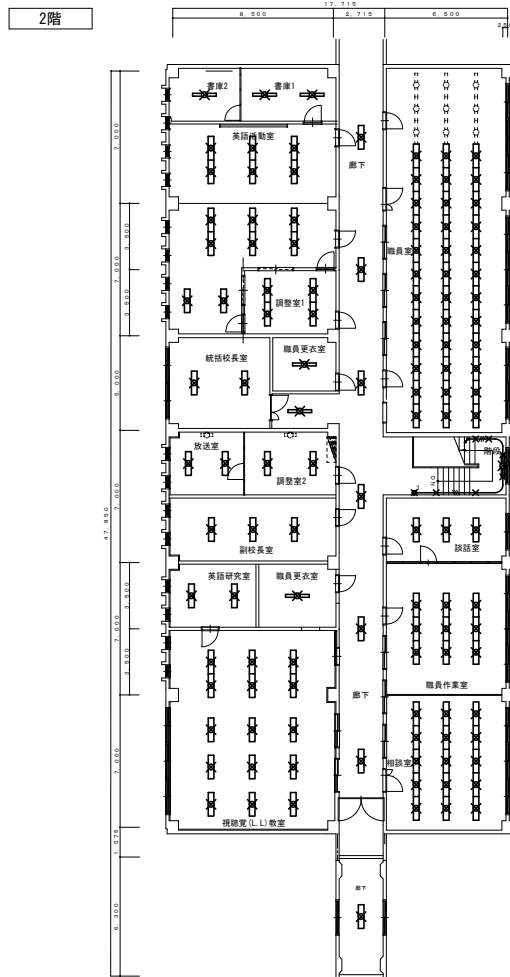 2階
17.715
8.500
2.715
6.500
250
書庫2
書庫1
英語活動室
廊下
7.000
職員室
3.500
7.000
3.500
調整室1
職員更衣室
統括校長室
5.000
放送室
階段
DN
調整室2
7.000
談話室
副校長室
47.850
英語研究室
職員更衣室
3.500
7.000
3.500
職員作業室
廊下
相談室
7.000
視聴覚(L.L)教室
1.575
廊下
6.300